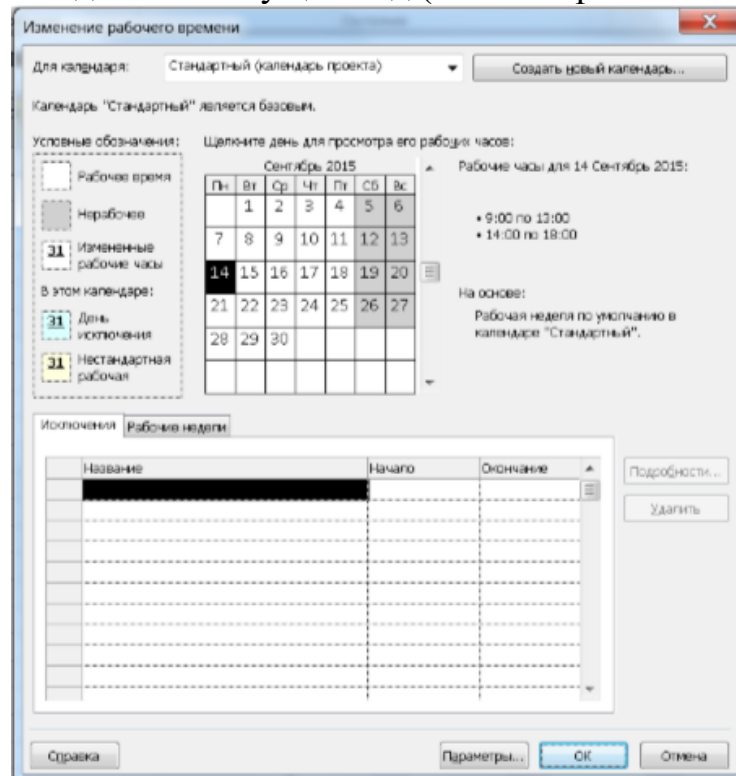 Изменение рабочего времени
Для календаря: Стандартный (календарь проекта) Создать новый календарь...
Календарь "Стандартный" является базовым.
Условные обозначения: Щелкните день для просмотра его рабочих часов:
Рабочее время
Нерабочее
31 Измененные рабочие часы
В этом календаре:
31 День исключения
31 Нестандартная рабочая
Сентябрь 2015
Пн Вт Ср Чт Пт Сб Вс
1 2 3 4 5 6
7 8 9 10 11 12 13
14 15 16 17 18 19 20
21 22 23 24 25 26 27
28 29 30
Рабочие часы для 14 Сентябрь 2015:
• 9:00 по 13:00
• 14:00 по 18:00
На основе:
Рабочая неделя по умолчанию в
календаре "Стандартный".
Исключения Рабочие недели
Название Начало Окончание
Подробности...
Удалить
Справка Параметры... ОК Отмена